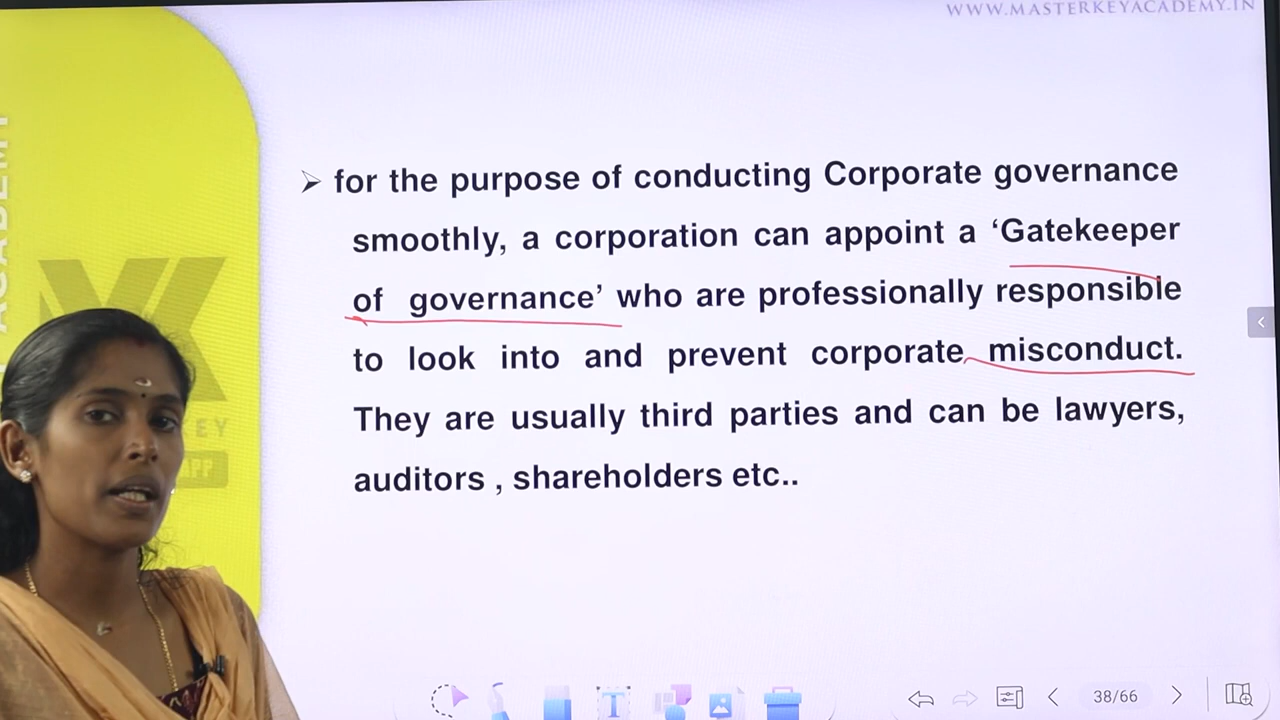 WWW.MASTERKEYACADEMY.IN
ACADEMY
➢ for the purpose of conducting Corporate governance
smoothly, a corporation can appoint a ‘Gatekeeper
of governance’ who are professionally responsible
to look into and prevent corporate misconduct.
They are usually third parties and can be lawyers,
auditors , shareholders etc..
T
38/66